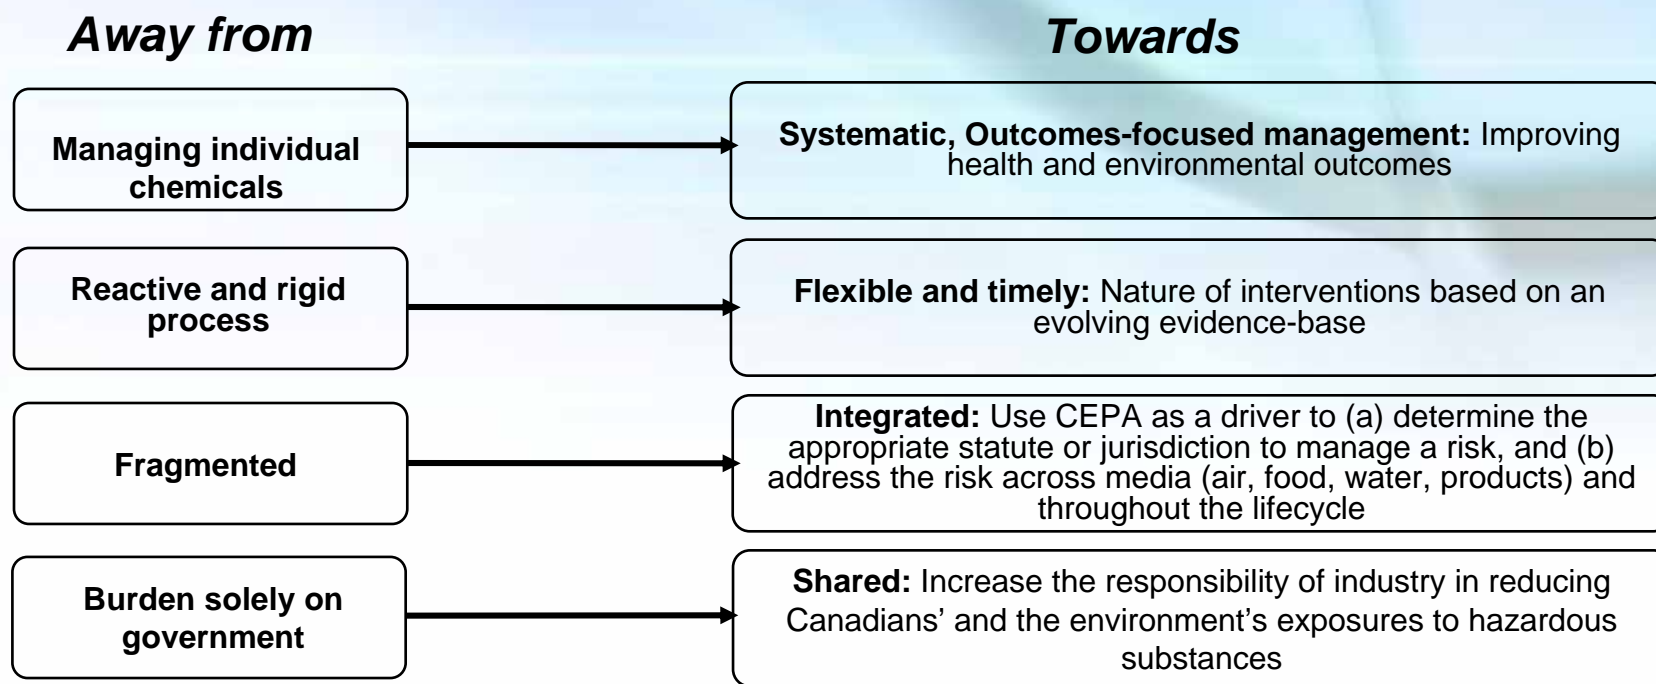 Away from
Towards
Managing individual
chemicals
Systematic, Outcomes-focused management: Improving
health and environmental outcomes
Reactive and rigid
process
Flexible and timely: Nature of interventions based on an
evolving evidence-base
Fragmented
Integrated: Use CEPA as a driver to (a) determine the
appropriate statute or jurisdiction to manage a risk, and (b)
address the risk across media (air, food, water, products) and
throughout the lifecycle
Burden solely on
government
Shared: Increase the responsibility of industry in reducing
Canadians’ and the environment’s exposures to hazardous
substances